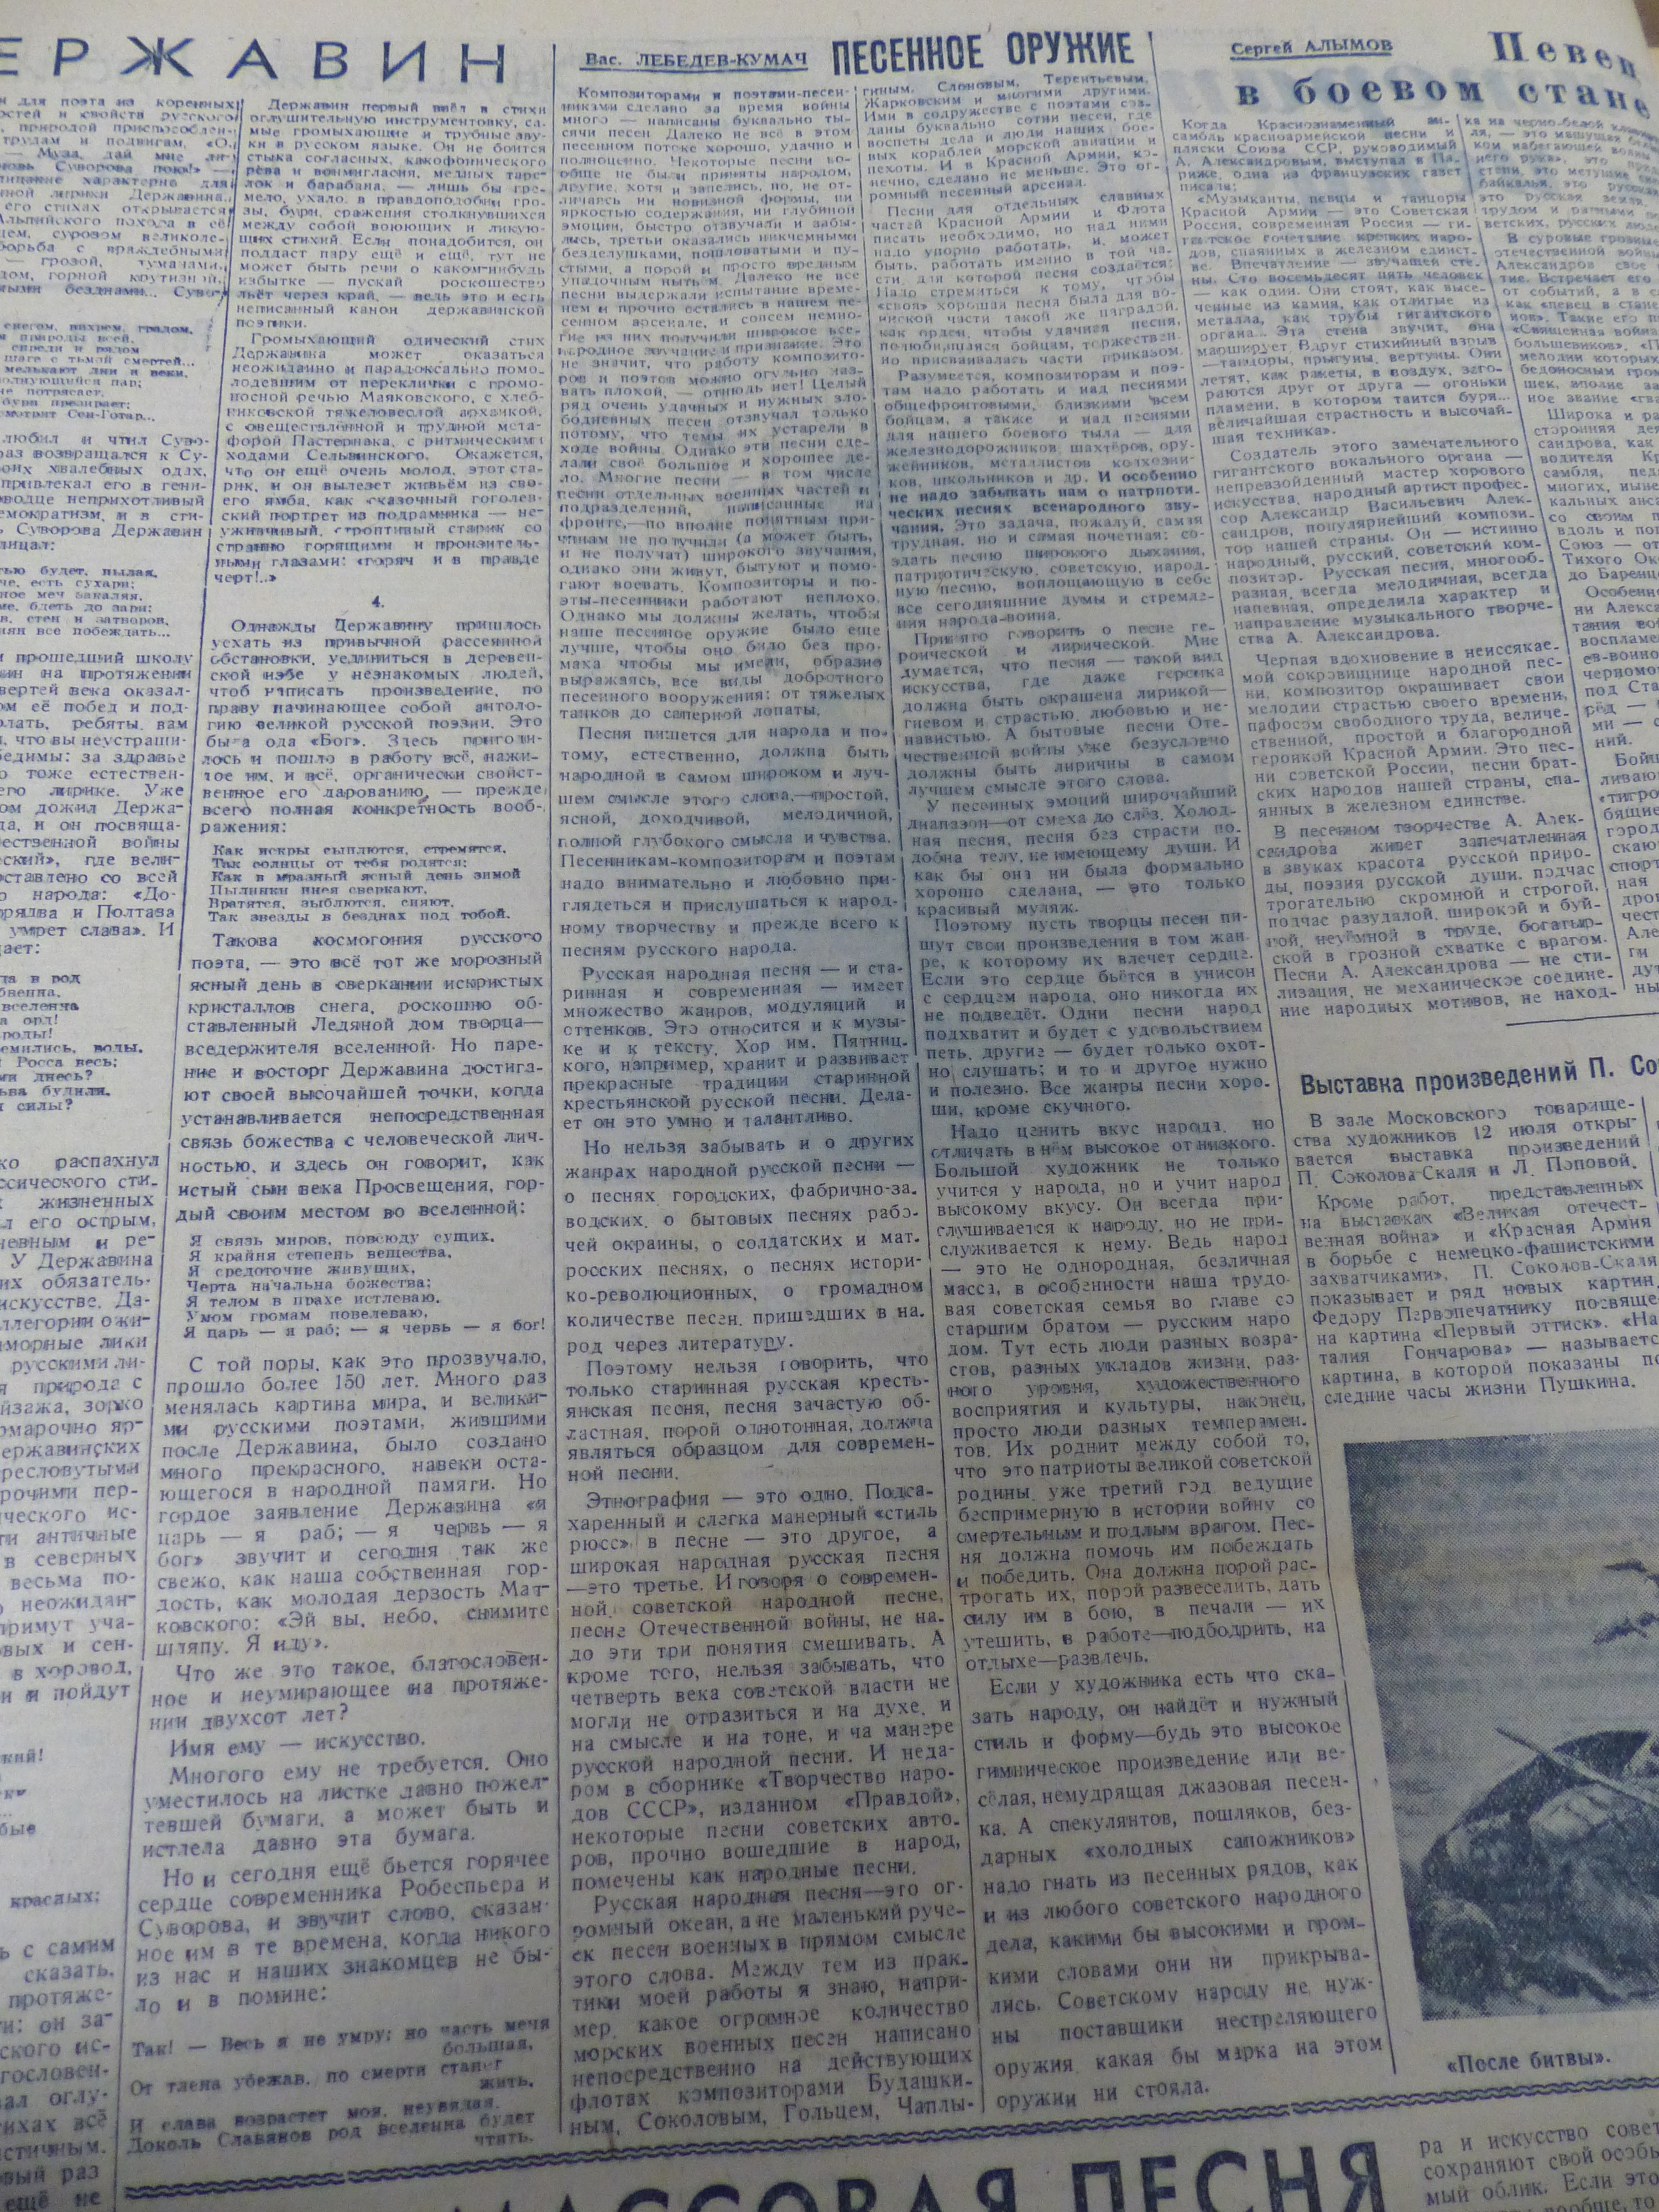 ЕРЖАВИН
Державин первый ввёл в стихи
оглушительную инструментовку, са-
мые громыхающие и трубные зву-
ки в русском языке. Он не боится
стыка согласных, какофонического
рёва и разногласия, медных таре-
лок и барабана, — лишь бы гре-
мело, ухало, в правдоподобии гро-
зы, бури, сражения столкнувшихся
между собой воюющих и ликую-
щих стихий. Если понадобится, он
поддаст пару ещё и ещё, тут не
может быть речи о каком-нибудь
избытке — пускай роскошество
льёт через край, — ведь это и есть
неписанный канон державинской
поэтики.
Громыхающий одический стих
Державина может оказаться
неожиданно и парадоксально помо-
лодевшим от переклички с громо-
носной речью Маяковского, с хлеб-
никовской тяжеловеслой архаикой,
с овеществлённой и трудной мета-
форой Пастернака, с ритмическими
ходами Сельвинского. Окажется,
что он ещё очень молод, этот ста-
рик, и он вылезет живьём из сво-
его ямба, как сказочный гоголев-
ский портрет из подрамника — не-
уживчивый, строптивый старик со
странно горящими и пронзитель-
ными глазами: «горяч и в правде
черт!..»
4.
Однажды Державину пришлось
уехать из привычной рассеянной
обстановки, уединиться в деревен-
ской избе у незнакомых людей,
чтоб написать произведение, по
праву начинающее собой антоло-
гию великой русской поэзии. Это
была ода «Бог». Здесь пригоди-
лось и пошло в работу всё, нажи-
тое им, и всё, органически свойст-
венное его дарованию, — прежде
всего полная конкретность вооб-
ражения:
Как искры сыплются, стремятся,
Так солнцы от тебя родятся;
Как в мразный ясный день зимой
Пылинки инея сверкают,
Вратятся, зыблются, сияют,
Так звезды в безднах под тобой.
Такова космогония русского
поэта, — это всё тот же морозный
ясный день в сверкании искристых
кристаллов снега, роскошно об-
ставленный Ледяной дом творца—
вседержителя вселенной. Но паре-
ние и восторг Державина достига-
ют своей высочайшей точки, когда
устанавливается непосредственная
связь божества с человеческой лич-
ностью, и здесь он говорит, как
истый сын века Просвещения, гор-
дый своим местом во вселенной:
Я связь миров, повсюду сущих,
Я крайня степень вещества,
Я средоточие живущих,
Черта начальна божества;
Я телом в прахе истлеваю,
Умом громам повелеваю,
Я царь — я раб; — я червь — я бог!
С той поры, как это прозвучало,
прошло более 150 лет. Много раз
менялась картина мира, и велики-
ми русскими поэтами, жившими
после Державина, было создано
много прекрасного, навеки оста-
ющегося в народной памяти. Но
гордое заявление Державина «я
царь — я раб; — я червь — я
бог» звучит и сегодня так же
свежо, как наша собственная гор-
дость, как молодая дерзость Мая-
ковского: «Эй вы, небо, снимите
шляпу. Я иду».
Что же это такое, благословен-
ное и неумирающее на протяже-
нии двухсот лет?
Имя ему — искусство.
Многого ему не требуется. Оно
уместилось на листке давно пожел-
тевшей бумаги, а может быть и
истлела давно эта бумага.
Но и сегодня ещё бьется горячее
сердце современника Робеспьера и
Суворова, и звучит слово, сказан-
ное им в те времена, когда никого
из нас и наших знакомцев не бы-
ло и в помине:
Так! — Весь я не умру; но часть меня
большая,
От тлена убежав, по смерти станет
жить,
И слава возрастет моя, неувядая.
Доколь Славянов род вселенна будет
чтить.
Вас. ЛЕБЕДЕВ-КУМАЧ
ПЕСЕННОЕ ОРУЖИЕ
Композиторами и поэтами-песен-
никами сделано за время войны
много — написаны буквально ты-
сячи песен. Далеко не всё в этом
песенном потоке хорошо, удачно и
полноценно. Некоторые песни во-
обще не были приняты народом,
другие, хотя и запелись, но, не от-
личаясь ни новизной формы, ни
яркостью содержания, ни глубиной
эмоции, быстро отзвучали и забы-
лись, третьи оказались никчемными
безделушками, пошловатыми и пу-
стыми, а порой и просто вредным
упадочным нытьем. Далеко не все
песни выдержали испытание време-
нем и прочно остались в нашем пе-
сенном арсенале, и совсем немно-
гие из них получили широкое все-
народное звучание и признание. Это
не значит, что работу композито-
ров и поэтов можно огульно наз-
вать плохой, — отнюдь нет! Целый
ряд очень удачных и нужных зло-
бодневных песен отзвучал только
потому, что темы их устарели в
ходе войны. Однако эти песни сде-
лали своё большое и хорошее де-
ло. Многие песни — в том числе
песни отдельных военных частей и
подразделений, написанные на
фронте,—по вполне понятным при-
чинам не получили (а может быть,
и не получат) широкого звучания,
однако они живут, бытуют и помо-
гают воевать. Композиторы и по-
эты-песенники работают неплохо.
Однако мы должны желать, чтобы
наше песенное оружие было еще
лучше, чтобы оно било без про-
маха чтобы мы имели, образно
выражаясь, все виды добротного
песенного вооружения: от тяжелых
танков до саперной лопаты.
Песня пишется для народа и по-
тому, естественно, должна быть
народной в самом широком и луч-
шем смысле этого слова,—простой,
ясной, доходчивой, мелодичной,
полной глубокого смысла и чувства.
Песенникам-композиторам и поэтам
надо внимательно и любовно при-
глядеться и прислушаться к народ-
ному творчеству и прежде всего к
песням русского народа.
Русская народная песня — и ста-
ринная и современная — имеет
множество жанров, модуляций и
оттенков. Это относится и к музы-
ке и к тексту. Хор им. Пятниц-
кого, например, хранит и развивает
прекрасные традиции старинной
крестьянской русской песни. Дела-
ет он это умно и талантливо.
Но нельзя забывать и о других
жанрах народной русской песни —
о песнях городских, фабрично-за-
водских, о бытовых песнях рабо-
чей окраины, о солдатских и мат-
росских песнях, о песнях истори-
ко-революционных, о громадном
количестве песен, пришедших в на-
род через литературу.
Поэтому нельзя говорить, что
только старинная русская кресть-
янская песня, песня зачастую об-
ластная, порой однотонная, должна
являться образцом для современ-
ной песни.
Этнография — это одно. Подса-
харенный и слегка манерный «стиль
рюсс» в песне — это другое, а
широкая народная русская песня
—это третье. И говоря о современ-
ной, советской народной песне,
песне Отечественной войны, не на-
до эти три понятия смешивать. А
кроме того, нельзя забывать, что
четверть века советской власти не
могли не отразиться и на духе, и
на смысле и на тоне, и на манере
русской народной песни. И неда-
ром в сборнике «Творчество наро-
дов СССР», изданном «Правдой»,
некоторые песни советских авто-
ров, прочно вошедшие в народ,
помечены как народные песни.
Русская народная песня—это ог-
ромный океан, а не маленький руче-
ек песен военных в прямом смысле
этого слова. Между тем из прак-
тики моей работы я знаю, напри-
мер, какое огромное количество
морских военных песен написано
непосредственно на действующих
флотах композиторами Будашки-
ным, Соколовым, Гольцем, Чаплы-
гиным, Слоновым, Терентьевым,
Жарковским и многими другими.
Ими в содружестве с поэтами соз-
даны буквально сотни песен, где
воспеты дела и люди наших бое-
вых кораблей морской авиации и
пехоты. И в Красной Армии, ко-
нечно, сделано не меньше. Это ог-
ромный песенный арсенал.
Песни для отдельных славных
частей Красной Армии и Флота
писать необходимо, но над ними
надо упорно работать, и, может
быть, работать именно в той ча-
сти, для которой песня создается;
Надо стремиться к тому, чтобы
своя хорошая песня была для во-
инской части такой же наградой,
как орден, чтобы удачная песня,
полюбившаяся бойцам, торжествен-
но присваивалась части приказом.
Разумеется, композиторам и поэ-
там надо работать и над песнями
общефронтовыми, близкими всем
бойцам, а также и над песнями
для нашего боевого тыла — для
железнодорожников, шахтёров, ору-
жейников, металлистов колхозни-
ков, школьников и др. И особенно
не надо забывать нам о патриоти-
ческих песнях всенародного зву-
чания. Это задача, пожалуй, самая
трудная, но и самая почетная: со-
здать песню широкого дыхания,
патриотическую, советскую, народ-
ную песню, воплощающую в себе
все сегодняшние думы и стремле-
ния народа-воина.
Принято говорить о песне ге-
роической и лирической. Мне
думается, что песня — такой вид
искусства, где даже героика
должна быть окрашена лирикой—
гневом и страстью, любовью и не-
навистью. А бытовые песни Оте-
чественной войны уже безусловно
должны быть лиричны в самом
лучшем смысле этого слова.
У песенных эмоций широчайший
диапазон—от смеха до слёз. Холод-
ная песня, песня без страсти по-
добна телу, не имеющему души. И
как бы она ни была формально
хорошо сделана, — это только
красивый муляж.
Поэтому пусть творцы песен пи-
шут свои произведения в том жан-
ре, к которому их влечет сердце.
Если это сердце бьётся в унисон
с сердцем народа, оно никогда их
не подведёт. Одни песни народ
подхватит и будет с удовольствием
петь, другие — будет только охот-
но слушать; и то и другое нужно
и полезно. Все жанры песни хоро-
ши, кроме скучного.
Надо ценить вкус народа, но
отличать в нём высокое от низкого.
Большой художник не только
учится у народа, но и учит народ
высокому вкусу. Он всегда при-
слушивается к народу, но не при-
служивается к нему. Ведь народ
— это не однородная, безличная
масса, в особенности наша трудо-
вая советская семья во главе со
старшим братом — русским наро
дом. Тут есть люди разных возра-
стов, разных укладов жизни, раз-
ного уровня, художественного
восприятия и культуры, наконец,
просто люди разных темперамен-
тов. Их роднит между собой то,
что это патриоты великой советской
родины, уже третий год ведущие
беспримерную в истории войну со
смертельным и подлым врагом. Пес-
ня должна помочь им побеждать
и победить. Она должна порой рас-
трогать их, порой развеселить, дать
силу им в бою, в печали — их
утешить, в работе—подбодрить, на
отдыхе—развлечь.
Если у художника есть что ска-
зать народу, он найдёт и нужный
стиль и форму—будь это высокое
гимническое произведение или ве-
сёлая, немудрящая джазовая песен-
ка. А спекулянтов, пошляков, без-
дарных «холодных сапожников»
надо гнать из песенных рядов, как
и из любого советского народного
дела, какими бы высокими и гром-
кими словами они ни прикрыва-
лись. Советскому народу не нуж-
ны поставщики нестреляющего
оружия, какая бы марка на этом
оружии ни стояла.
Сергей АЛЫМОВ
Певец
в боевом стане
Когда Краснознаменный ан-
самбль красноармейской песни и
пляски Союза ССР, руководимый
А. Александровым, выступал в Па-
риже, одна из французских газет
писала:
«Музыканты, певцы и танцоры
Красной Армии — это Советская
Россия, современная Россия — ги-
гантское сочетание крепких наро-
дов, спаянных в железном единст-
ве. Впечатление — звучащей сте-
ны. Сто восемьдесят пять человек
— как один. Они стоят, как высе-
ченные из камня, как отлитые из
металла, как трубы гигантского
органа. Эта стена звучит, она
марширует. Вдруг стихийный взрыв
—танцоры, прыгуны, вертуны. Они
летят, как ракеты, в воздух, заго-
раются друг от друга — огоньки
пламени, в котором таится буря...
величайшая страстность и высочай-
шая техника».
Создатель этого замечательного
гигантского вокального органа —
непревзойденный мастер хорового
искусства, народный артист профес-
сор Александр Васильевич Алек-
сандров, популярнейший компози-
тор нашей страны. Он — истинно
народный, русский, советский ком-
позитор. Русская песня, многооб-
разная, всегда мелодичная, всегда
напевная, определила характер и
направление музыкального творче-
ства А. Александрова.
Черпая вдохновение в неиссякае-
мой сокровищнице народной пес-
ни, композитор окрашивает свои
мелодии страстью своего времени,
пафосом свободного труда, величе-
ственной, простой и благородной
героикой Красной Армии. Это пес-
ни советской России, песни брат-
ских народов нашей страны, спа-
янных в железном единстве.
В песенном творчестве А. Алек-
сандрова живет запечатленная
в звуках красота русской приро-
ды, поэзия русской души, подчас
трогательно скромной и строгой,
подчас разудалой, широкой и буй-
ной, неуёмной в труде, богатыр-
ской в грозной схватке с врагом.
Песни А. Александрова — не сти-
лизация, не механическое соедине-
ние народных мотивов, не наход-
Выставка произведений П. Со
В зале Московского товарище-
ства художников 12 июля откры-
вается выставка произведений
П. Соколова-Скаля и Л. Поповой.
Кроме работ, представленных
на выставках «Великая отечест-
венная война» и «Красная Армия
в борьбе с немецко-фашистскими
захватчиками», П. Соколов-Скаля
показывает и ряд новых картин.
Федору Первопечатнику посвяще-
на картина «Первый оттиск». «На-
талия Гончарова» — называется
картина, в которой показаны по-
следние часы жизни Пушкина.
«После битвы».
МАССОВАЯ ПЕСНЯ
ра и искусство совет
сохраняют свой особы
мый облик. Если это